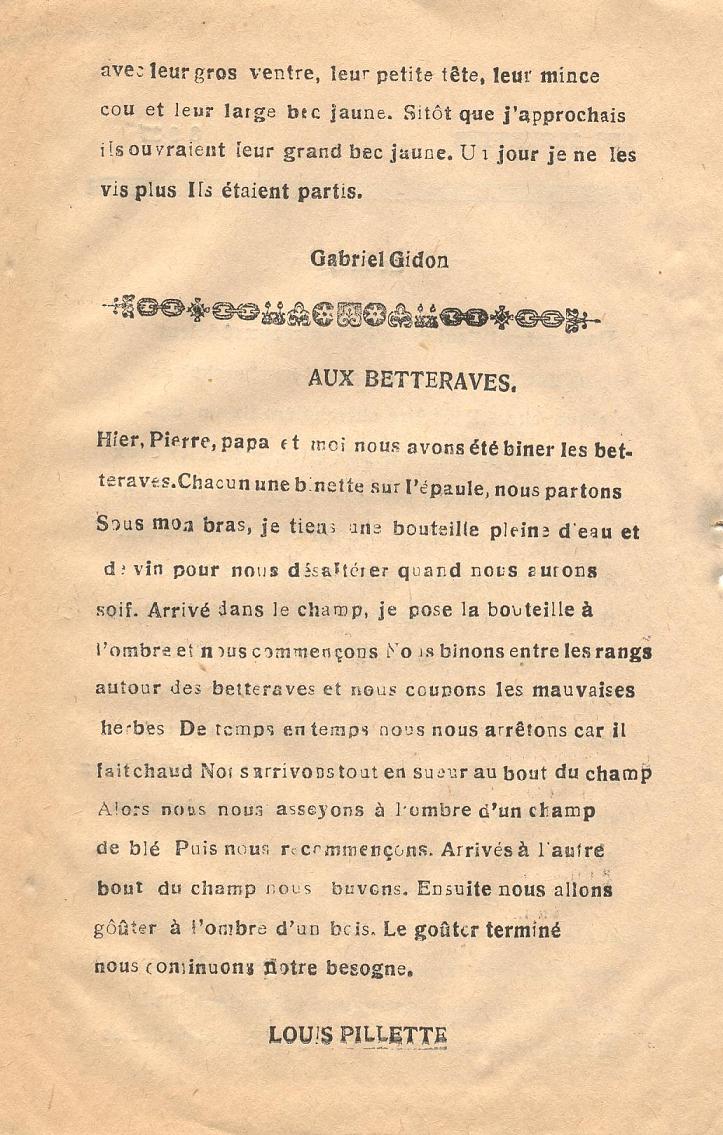 avec leur gros ventre, leur petite tête, leur mince
cou et leur large bec jaune. Sitôt que j'approchais
ils ouvraient leur grand bec jaune. Un jour je ne les
vis plus Ils étaient partis.
Gabriel Gidon
AUX BETTERAVES.
Hier, Pierre, papa et moi nous avons été biner les bet-
teraves. Chacun une binette sur l'épaule, nous partons
Sous mon bras, je tiens une bouteille pleine d'eau et
de vin pour nous désaltérer quand nous aurons
soif. Arrivé dans le champ, je pose la bouteille à
l'ombre et nous commençons Nous binons entre les rangs
autour des betteraves et nous coupons les mauvaises
herbes De temps en temps nous nous arrêtons car il
fait chaud Nous arrivons tout en sueur au bout du champ
Alors nous nous asseyons à l'ombre d'un champ
de blé Puis nous recommençons. Arrivés à l'autre
bout du champ nous buvons. Ensuite nous allons
goûter à l'ombre d'un bois. Le goûter terminé
nous continuons notre besogne.
LOUIS PILLETTE